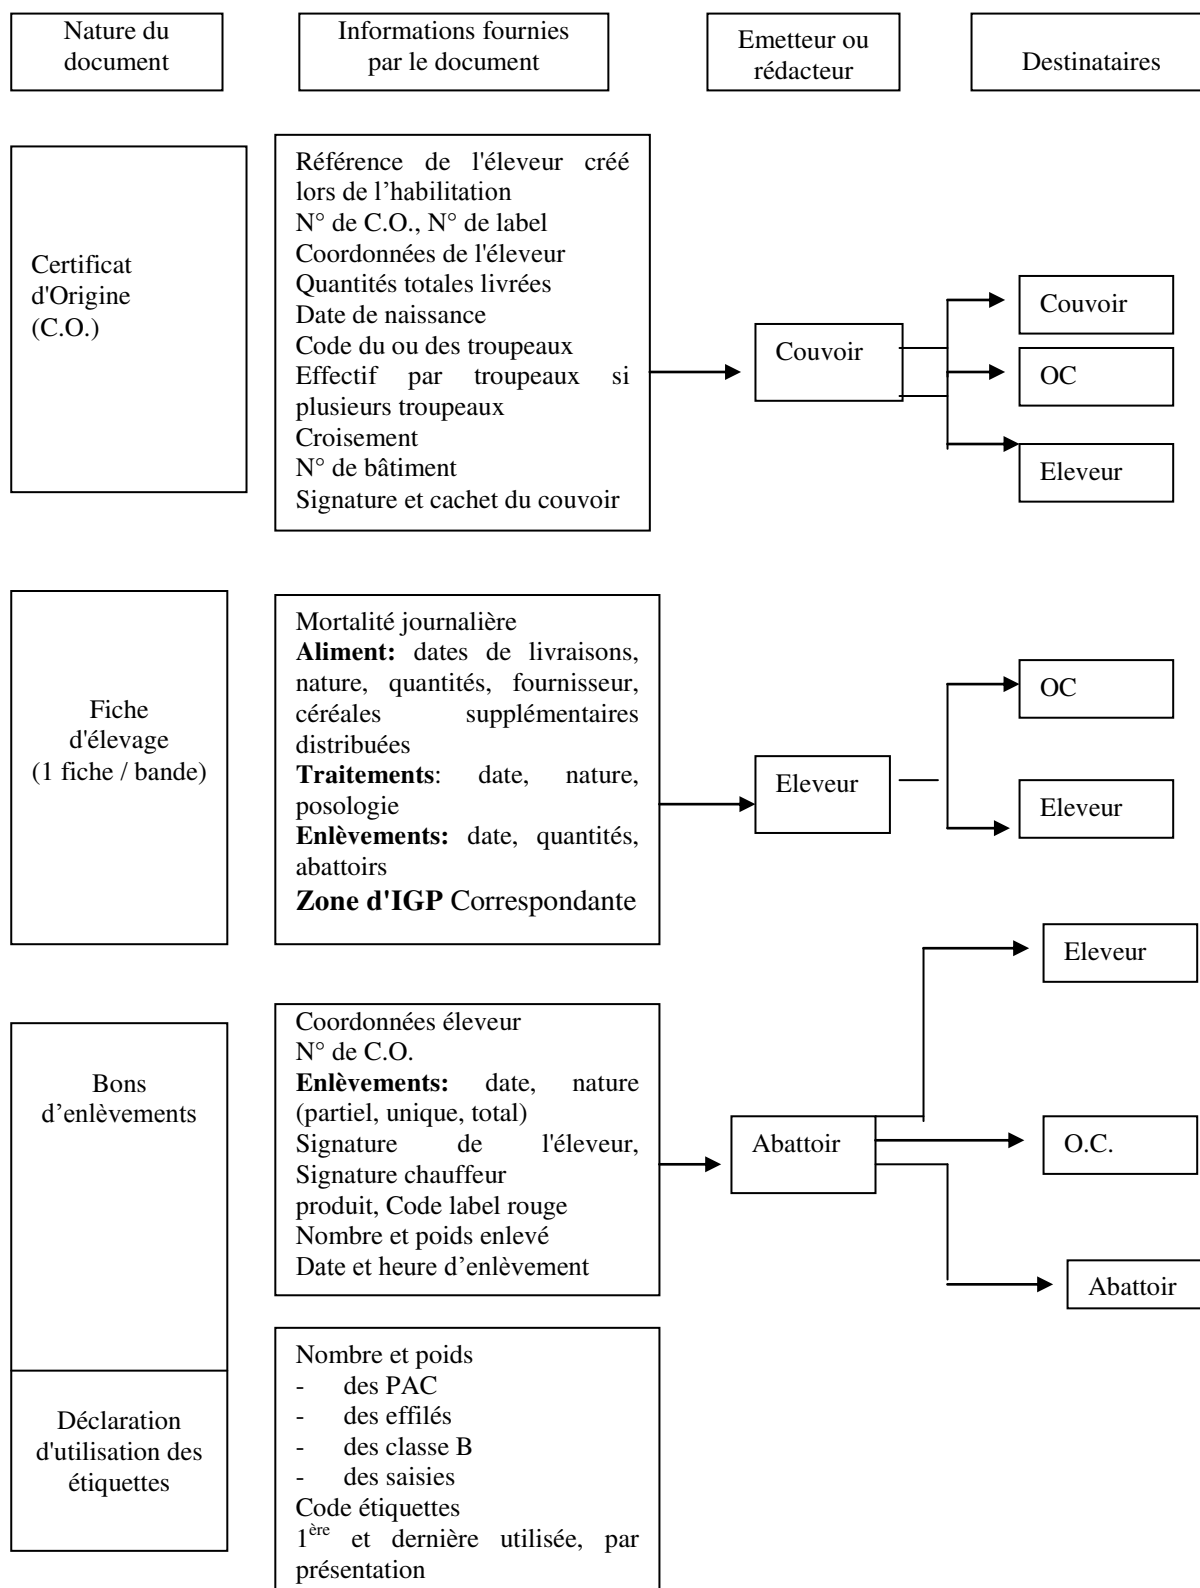 Nature du
document
Informations fournies
par le document
Emetteur ou
rédacteur
Destinataires
Certificat
d'Origine
(C.O.)
Référence de l'éleveur créé
lors de l’habilitation
N° de C.O., N° de label
Coordonnées de l'éleveur
Quantités totales livrées
Date de naissance
Code du ou des troupeaux
Effectif par troupeaux si
plusieurs troupeaux
Croisement
N° de bâtiment
Signature et cachet du couvoir
Couvoir
Couvoir
OC
Eleveur
Fiche
d'élevage
(1 fiche / bande)
Mortalité journalière
Aliment: dates de livraisons,
nature, quantités, fournisseur,
céréales supplémentaires
distribuées
Traitements: date, nature,
posologie
Enlèvements: date, quantités,
abattoirs
Zone d'IGP Correspondante
Eleveur
OC
Eleveur
Bons
d’enlèvements
Coordonnées éleveur
N° de C.O.
Enlèvements: date, nature
(partiel, unique, total)
Signature de l'éleveur,
Signature chauffeur
produit, Code label rouge
Nombre et poids enlevé
Date et heure d’enlèvement
Abattoir
Eleveur
O.C.
Abattoir
Déclaration
d'utilisation des
étiquettes
Nombre et poids
- des PAC
- des effilés
- des classe B
- des saisies
Code étiquettes
1ère et dernière utilisée, par
présentation